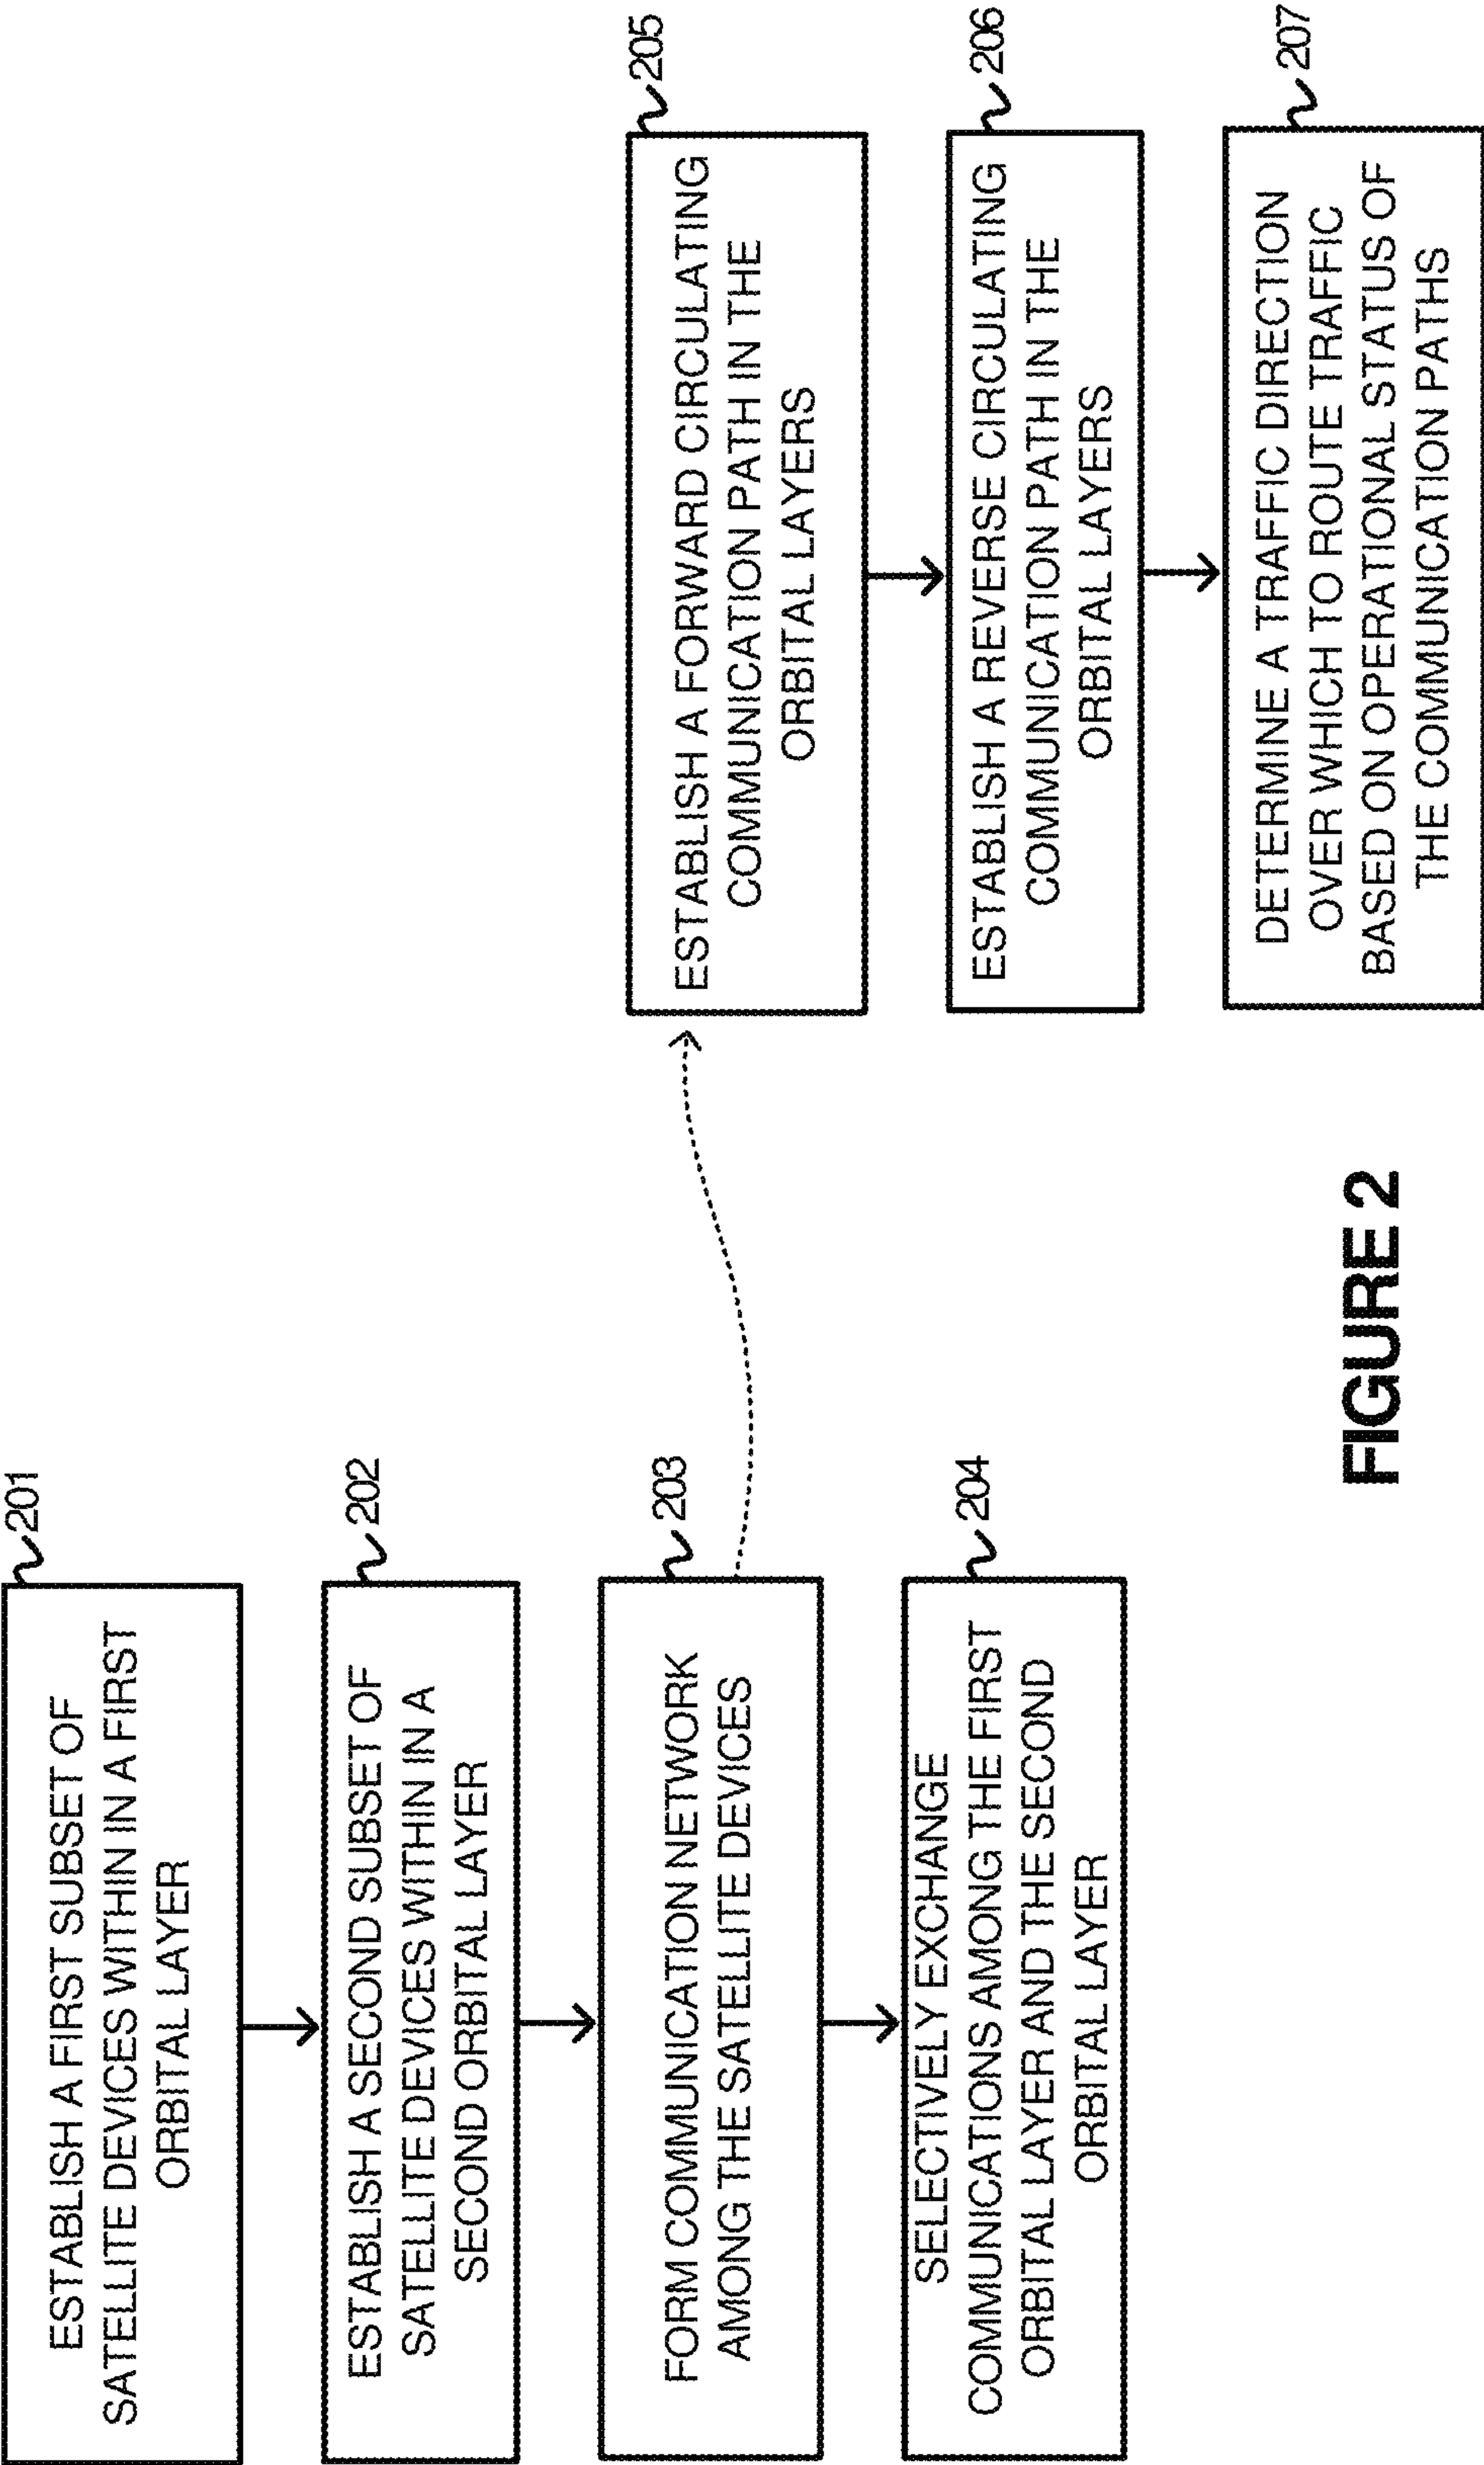 201
ESTABLISH A FIRST SUBSET OF
SATELLITE DEVICES WITHIN IN A FIRST
ORBITAL LAYER
202
ESTABLISH A SECOND SUBSET OF
SATELLITE DEVICES WITHIN IN A
SECOND ORBITAL LAYER
203
FORM COMMUNICATION NETWORK
AMONG THE SATELLITE DEVICES
204
SELECTIVELY EXCHANGE
COMMUNICATIONS AMONG THE FIRST
ORBITAL LAYER AND THE SECOND
ORBITAL LAYER
205
ESTABLISH A FORWARD CIRCULATING
COMMUNICATION PATH IN THE
ORBITAL LAYERS
206
ESTABLISH A REVERSE CIRCULATING
COMMUNICATION PATH IN THE
ORBITAL LAYERS
207
DETERMINE A TRAFFIC DIRECTION
OVER WHICH TO ROUTE TRAFFIC
BASED ON OPERATIONAL STATUS OF
THE COMMUNICATION PATHS
FIGURE 2